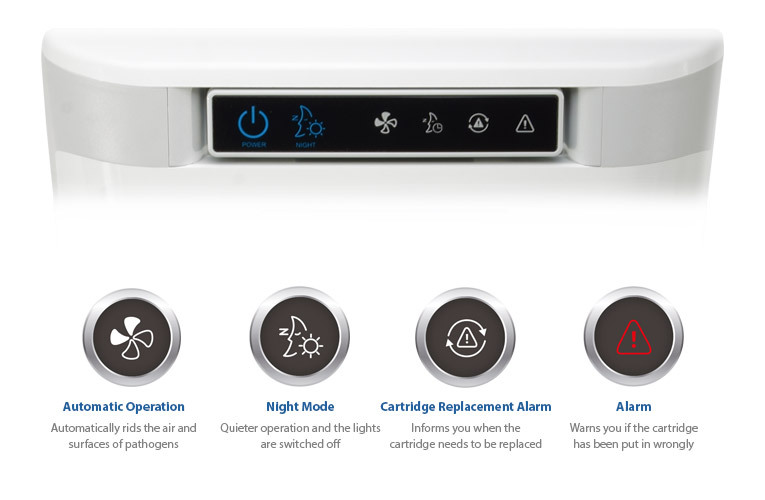 POWER
NIGHT
Automatic Operation
Automatically rids the air and
surfaces of pathogens
Night Mode
Quieter operation and the lights
are switched off
Cartridge Replacement Alarm
Informs you when the
cartridge needs to be replaced
Alarm
Warns you if the cartridge
has been put in wrongly